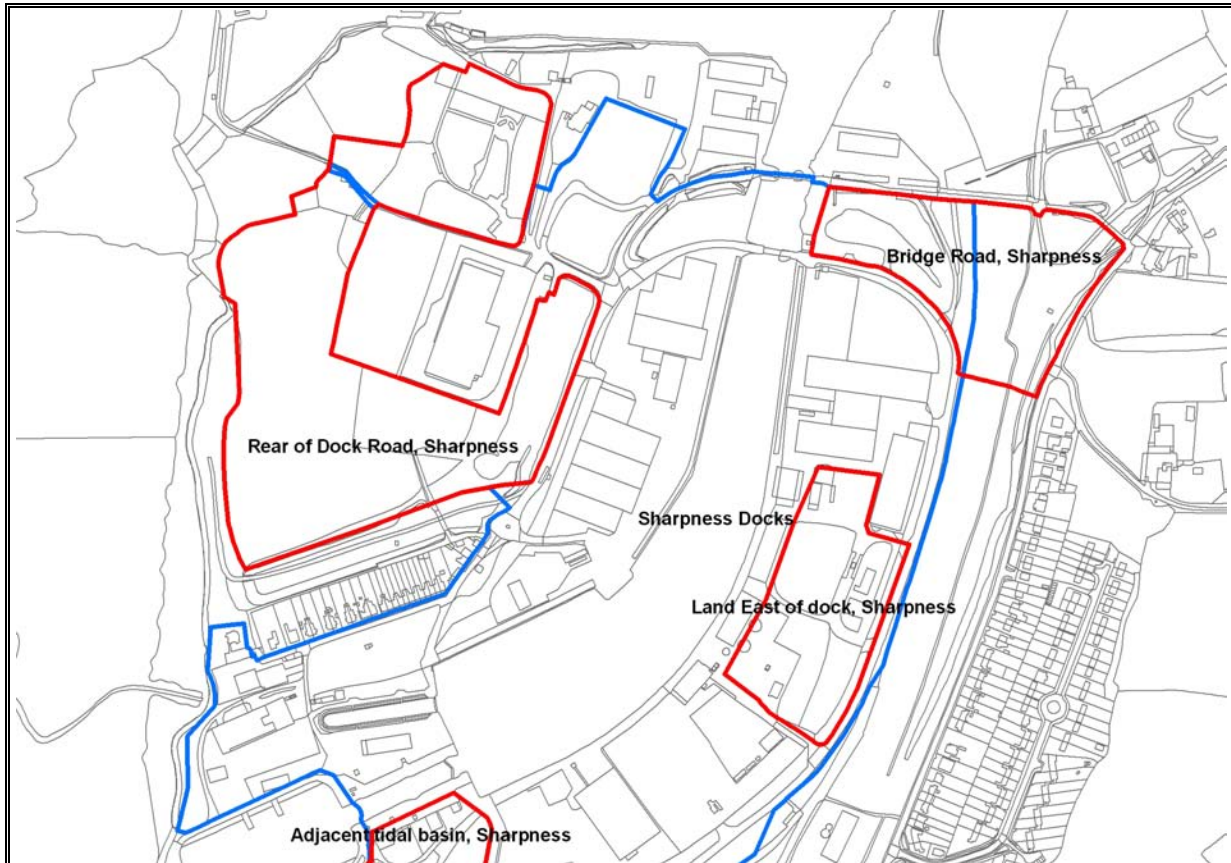 Bridge Road, Sharpness
Rear of Dock Road, Sharpness
Sharpness Docks
Land East of dock, Sharpness
Adjacent tidal basin, Sharpness